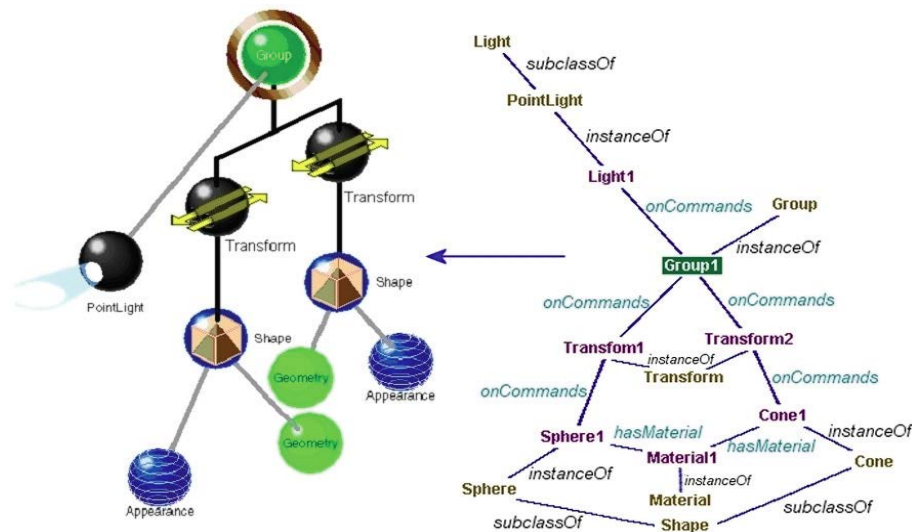 Group
Transform
Transform
PointLight
Shape
Shape
Geometry
Appearance
Geometry
Appearance
Light
subclassOf
PointLight
instanceOf
Light1
onCommands
Group
instanceOf
Group1
onCommands
onCommands
Transfom1
Transform2
instanceOf
Transform
onCommands
onCommands
Cone1
Sphere1
hasMaterial
hasMaterial
instanceOf
Material1
Cone
instanceOf
instanceOf
Sphere
Material
subclassOf
Shape
subclassOf